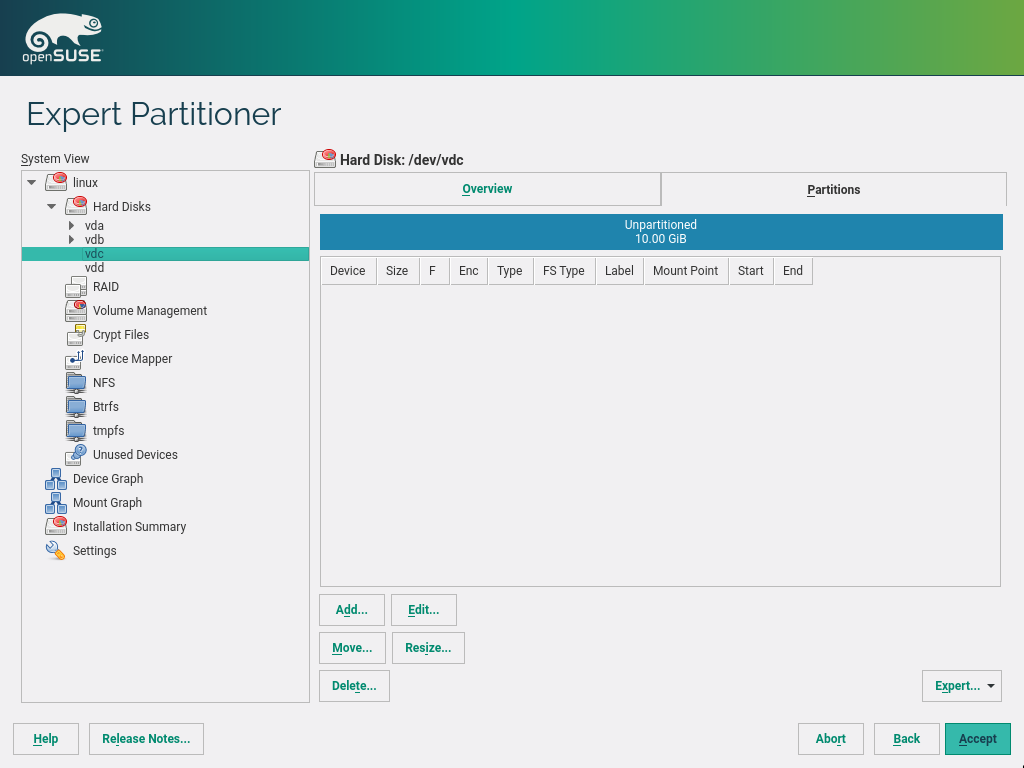 openSUSE
Expert Partitioner
System View
linux
Hard Disks
vda
vdb
vdc
vdd
RAID
Volume Management
Crypt Files
Device Mapper
NFS
Btrfs
tmpfs
Unused Devices
Device Graph
Mount Graph
Installation Summary
Settings
Hard Disk: /dev/vdc
Overview Partitions
Unpartitioned
10.00 GiB
Device Size F Enc Type FS Type Label Mount Point Start End
Add... Edit...
Move... Resize...
Delete... Expert...
Help Release Notes... Abort Back Accept